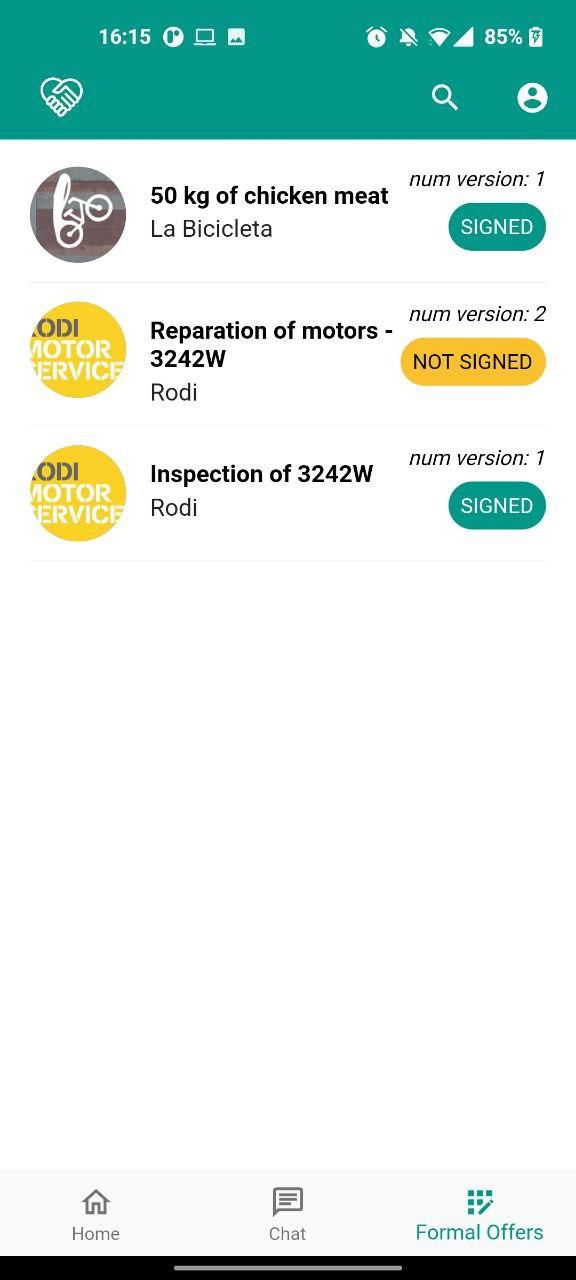 16:15
85%
num version: 1
50 kg of chicken meat
La Bicicleta
SIGNED
num version: 2
RODI
MOTOR
SERVICE
Reparation of motors -
3242W
Rodi
NOT SIGNED
num version: 1
RODI
MOTOR
SERVICE
Inspection of 3242W
Rodi
SIGNED
Home
Chat
Formal Offers